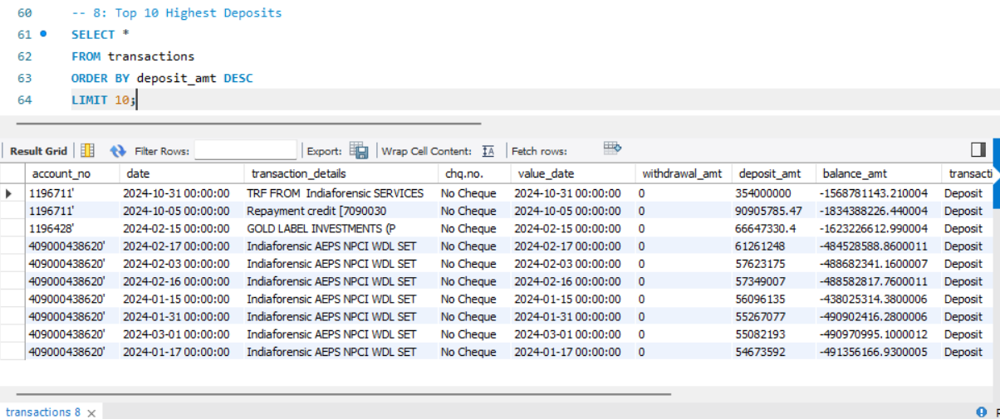 60 -- 8: Top 10 Highest Deposits
61 SELECT *
62 FROM transactions
63 ORDER BY deposit_amt DESC
64 LIMIT 10;
Result Grid Filter Rows: Export: Wrap Cell Content: Fetch rows:
account_no date transaction_details chq.no. value_date withdrawal_amt deposit_amt balance_amt transacti
1196711' 2024-10-31 00:00:00 TRF FROM Indiaforensic SERVICES No Cheque 2024-10-31 00:00:00 0 354000000 -1568781143.210004 Deposit
1196711' 2024-10-05 00:00:00 Repayment credit [7090030 No Cheque 2024-10-05 00:00:00 0 90905785.47 -1834388226.440004 Deposit
1196428' 2024-02-15 00:00:00 GOLD LABEL INVESTMENTS (P No Cheque 2024-02-15 00:00:00 0 66647330.4 -1623226612.990004 Deposit
409000438620' 2024-02-17 00:00:00 Indiaforensic AEPS NPCI WDL SET No Cheque 2024-02-17 00:00:00 0 61261248 -484528588.8600011 Deposit
409000438620' 2024-02-03 00:00:00 Indiaforensic AEPS NPCI WDL SET No Cheque 2024-02-03 00:00:00 0 57623175 -488682341.1600007 Deposit
409000438620' 2024-02-16 00:00:00 Indiaforensic AEPS NPCI WDL SET No Cheque 2024-02-16 00:00:00 0 57349007 -488582817.7600011 Deposit
409000438620' 2024-01-15 00:00:00 Indiaforensic AEPS NPCI WDL SET No Cheque 2024-01-15 00:00:00 0 56096135 -438025314.3800006 Deposit
409000438620' 2024-01-31 00:00:00 Indiaforensic AEPS NPCI WDL SET No Cheque 2024-01-31 00:00:00 0 55267077 -490902416.2800006 Deposit
409000438620' 2024-03-01 00:00:00 Indiaforensic AEPS NPCI WDL SET No Cheque 2024-03-01 00:00:00 0 55082193 -490970995.1000012 Deposit
409000438620' 2024-01-17 00:00:00 Indiaforensic AEPS NPCI WDL SET No Cheque 2024-01-17 00:00:00 0 54673592 -491356166.9300005 Deposit
transactions 8